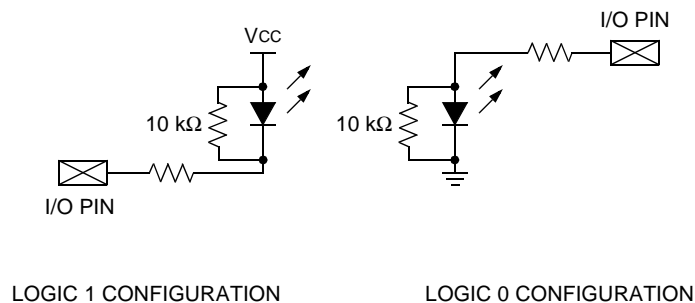 VCC
I/O PIN
10 kΩ
10 kΩ
I/O PIN
LOGIC 1 CONFIGURATION
LOGIC 0 CONFIGURATION